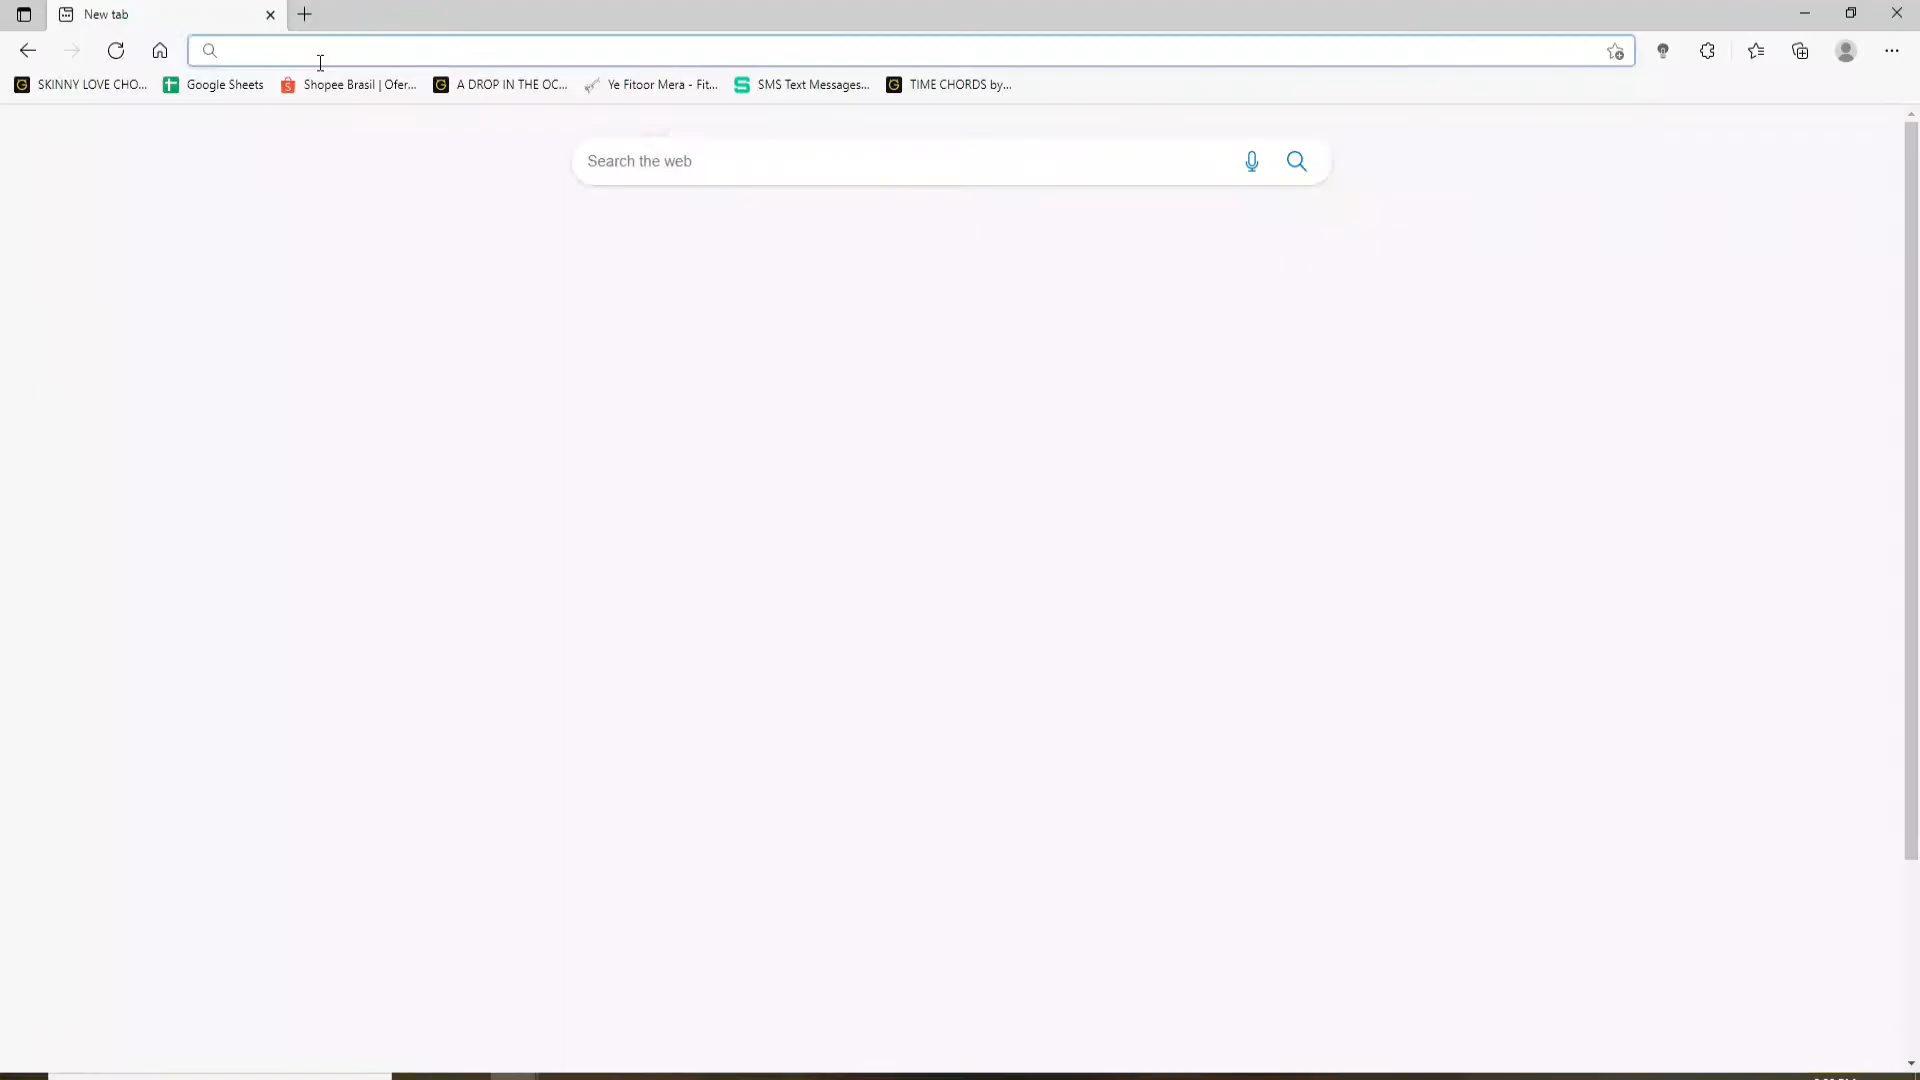 New tab
SKINNY LOVE CHO... Google Sheets Shopee Brasil | Ofer... A DROP IN THE OC... Ye Fitoor Mera - Fit... SMS Text Messages... TIME CHORDS by...
Search the web